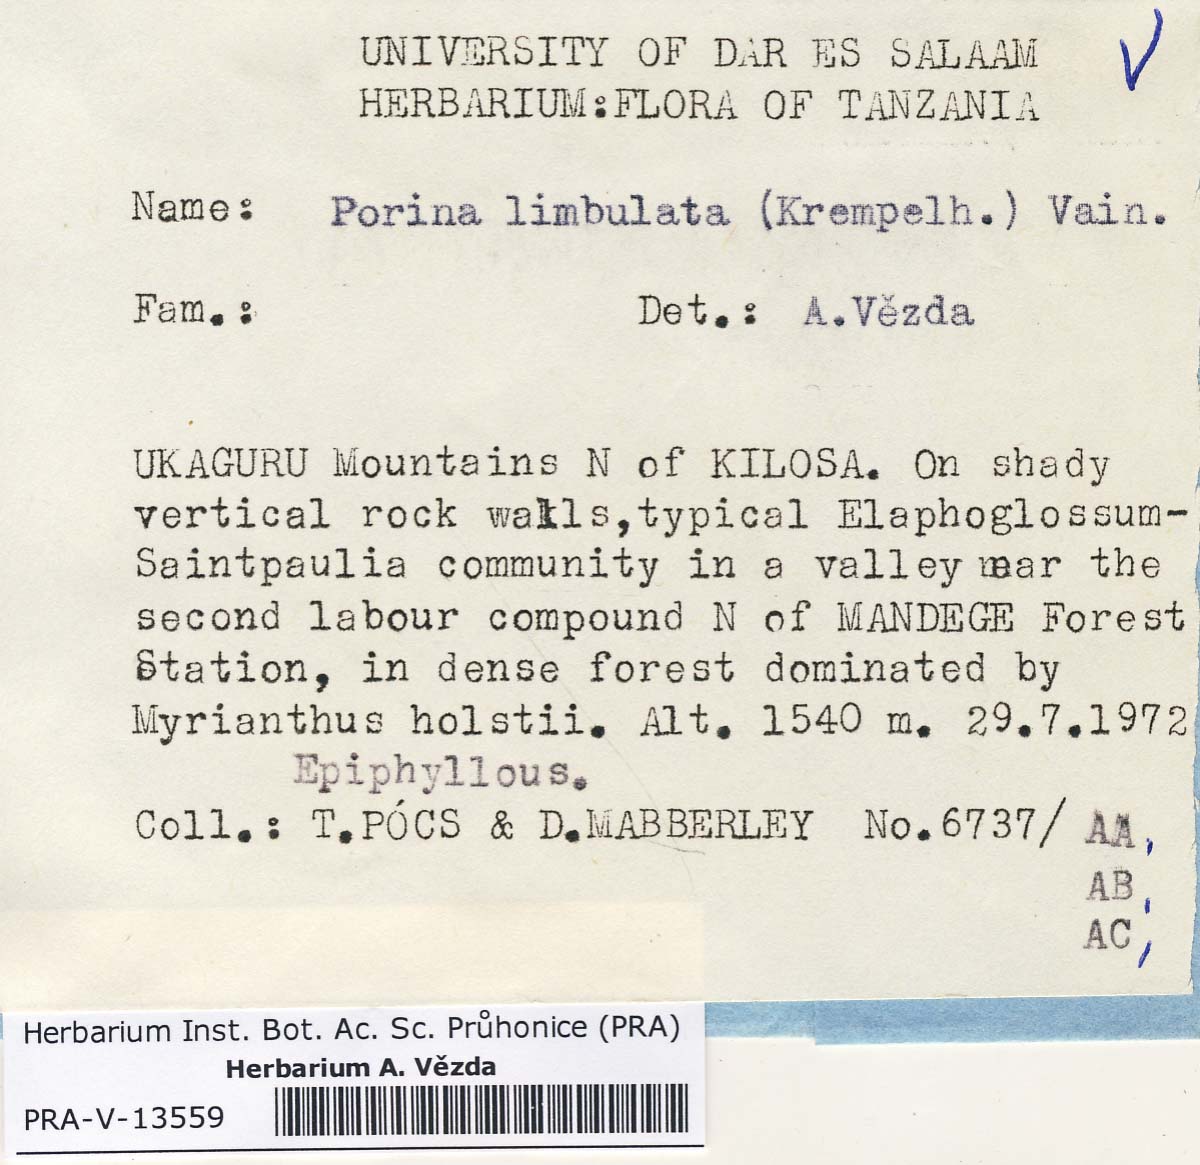 UNIVERSITY OF DAR ES SALAAM
HERBARIUM:FLORA OF TANZANIA
Name: Porina limbulata (Krempelh.) Vain.
Fam.: Det.: A.Vězda
UKAGURU Mountains N of KILOSA. On shady
vertical rock walls,typical Elaphoglossum-
Saintpaulia community in a valley near the
second labour compound N of MANDEGE Forest
Station, in dense forest dominated by
Myrianthus holstii. Alt. 1540 m. 29.7.1972
Epiphyllous.
Coll.: T.PÓCS & D.MABBERLEY No.6737/ AA,
AB,
AC,
Herbarium Inst. Bot. Ac. Sc. Průhonice (PRA)
Herbarium A. Vězda
PRA-V-13559